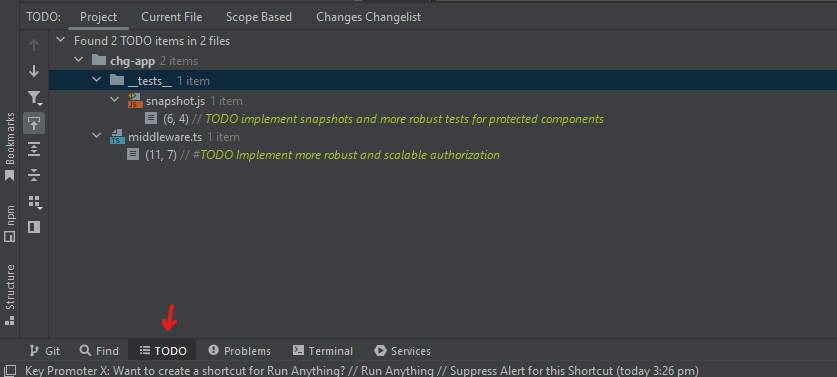 TODO: Project Current File Scope Based Changes Changelist
Found 2 TODO items in 2 files
chg-app 2 items
__tests__ 1 item
snapshot.js 1 item
(6, 4) // TODO implement snapshots and more robust tests for protected components
middleware.ts 1 item
(11, 7) // #TODO Implement more robust and scalable authorization
Bookmarks
npm
Structure
Git Find TODO Problems Terminal Services
Key Promoter X: Want to create a shortcut for Run Anything? // Run Anything // Suppress Alert for this Shortcut (today 3:26 pm)